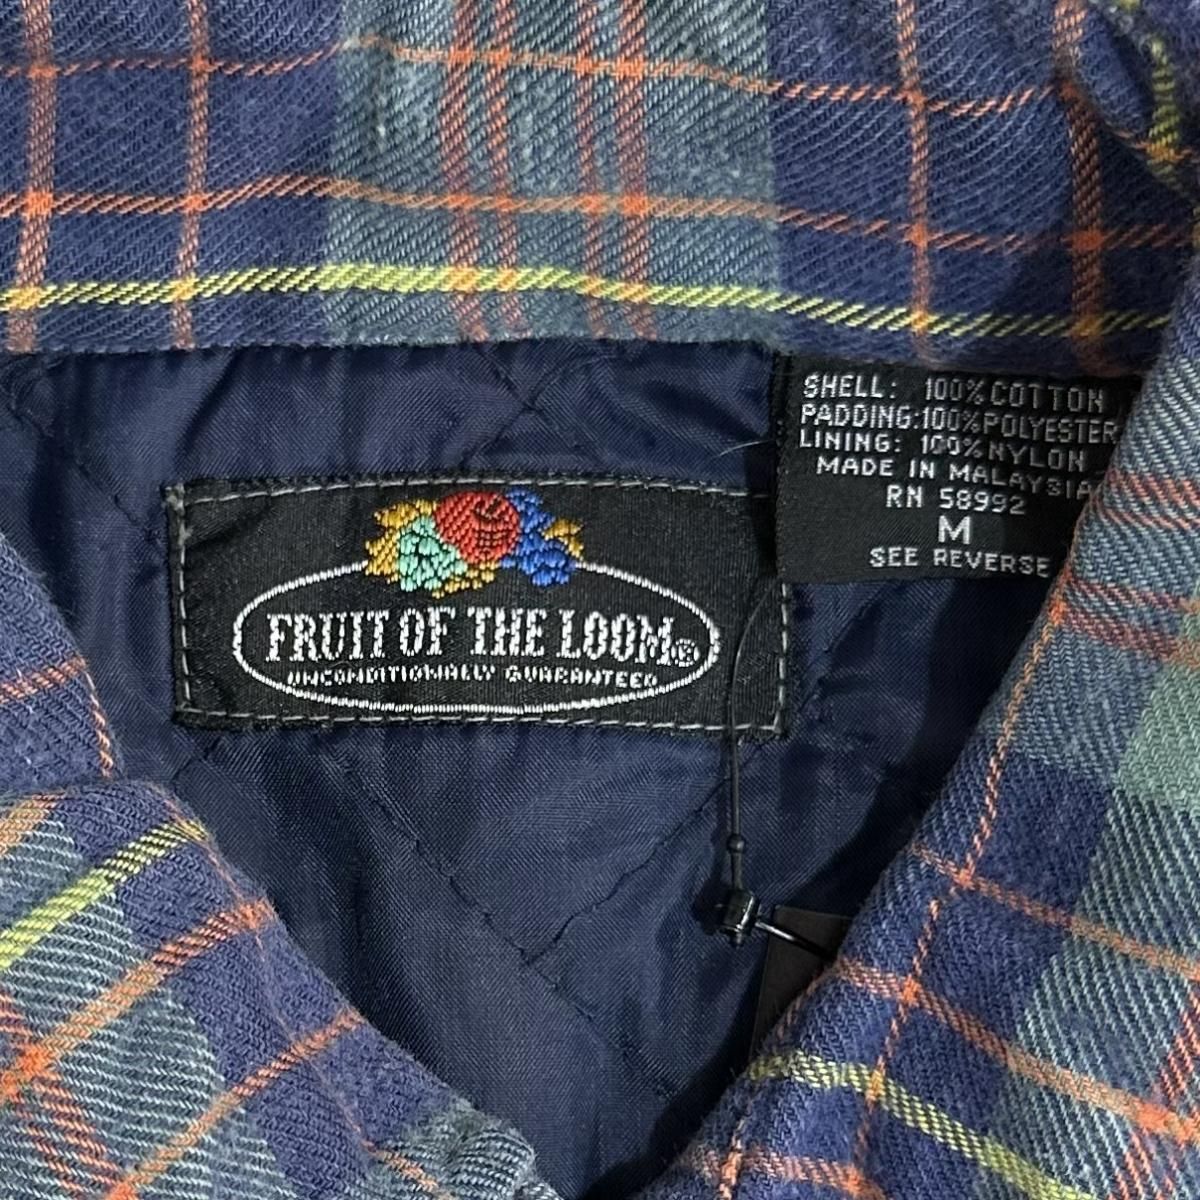 FRUIT OF THE LOOM®
UNCONDITIONALLY GUARANTEED
SHELL: 100% COTTON
PADDING:100%POLYESTER
LINING: 100% NYLON
MADE IN MALAYSIA
RN 58992
M
SEE REVERSE